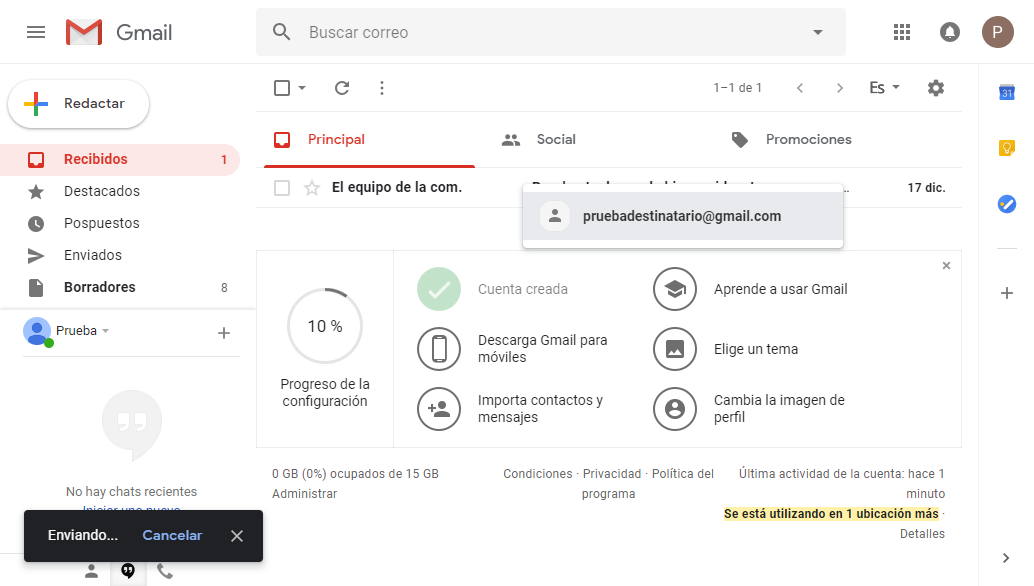 Gmail
Buscar correo
P
Redactar
1–1 de 1
Es
31
Recibidos 1
Destacados
Pospuestos
Enviados
Borradores 8
Prueba
No hay chats recientes
Enviando... Cancelar
Principal
Social
Promociones
El equipo de la com.
17 dic.
pruebadestinatario@gmail.com
10 %
Progreso de la
configuración
Cuenta creada
Aprende a usar Gmail
Descarga Gmail para
móviles
Elige un tema
Importa contactos y
mensajes
Cambia la imagen de
perfil
0 GB (0%) ocupados de 15 GB
Administrar
Condiciones · Privacidad · Política del
programa
Última actividad de la cuenta: hace 1
minuto
Se está utilizando en 1 ubicación más ·
Detalles